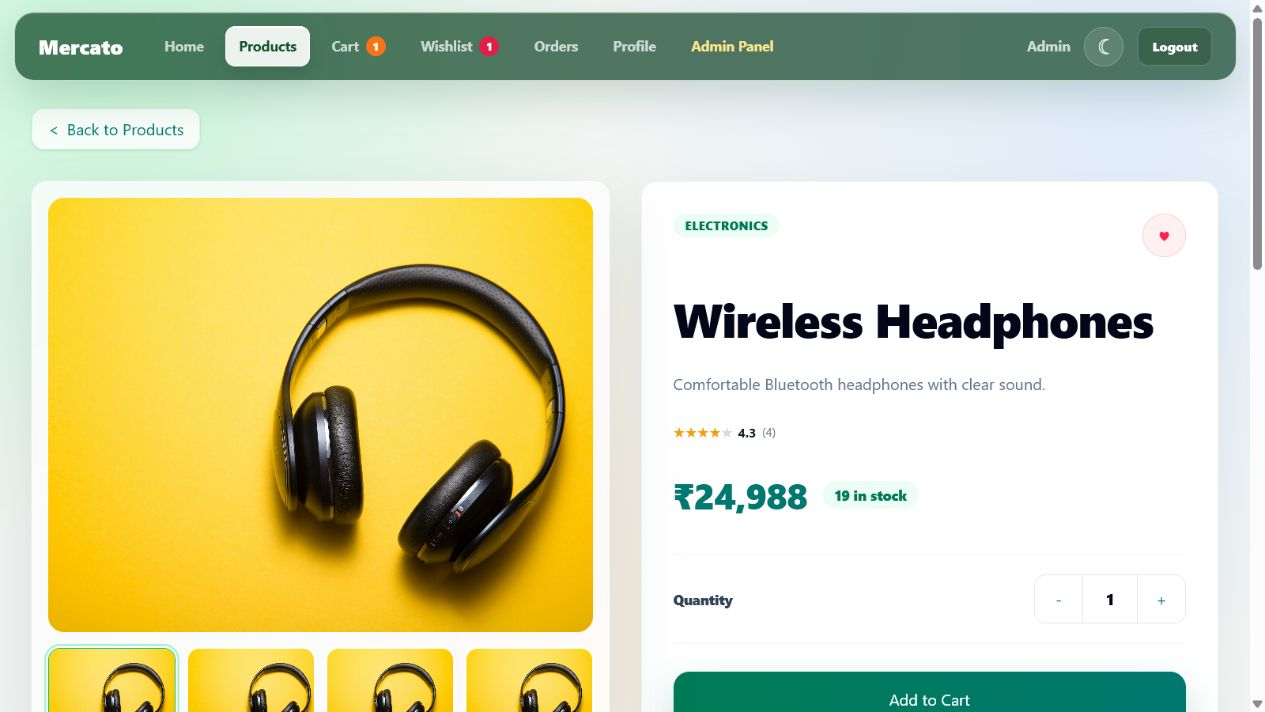 Mercato Home Products Cart 1 Wishlist 1 Orders Profile Admin Panel Admin Logout
< Back to Products
ELECTRONICS
Wireless Headphones
Comfortable Bluetooth headphones with clear sound.
★★★★★ 4.3 (4)
₹24,988 19 in stock
Quantity - 1 +
Add to Cart